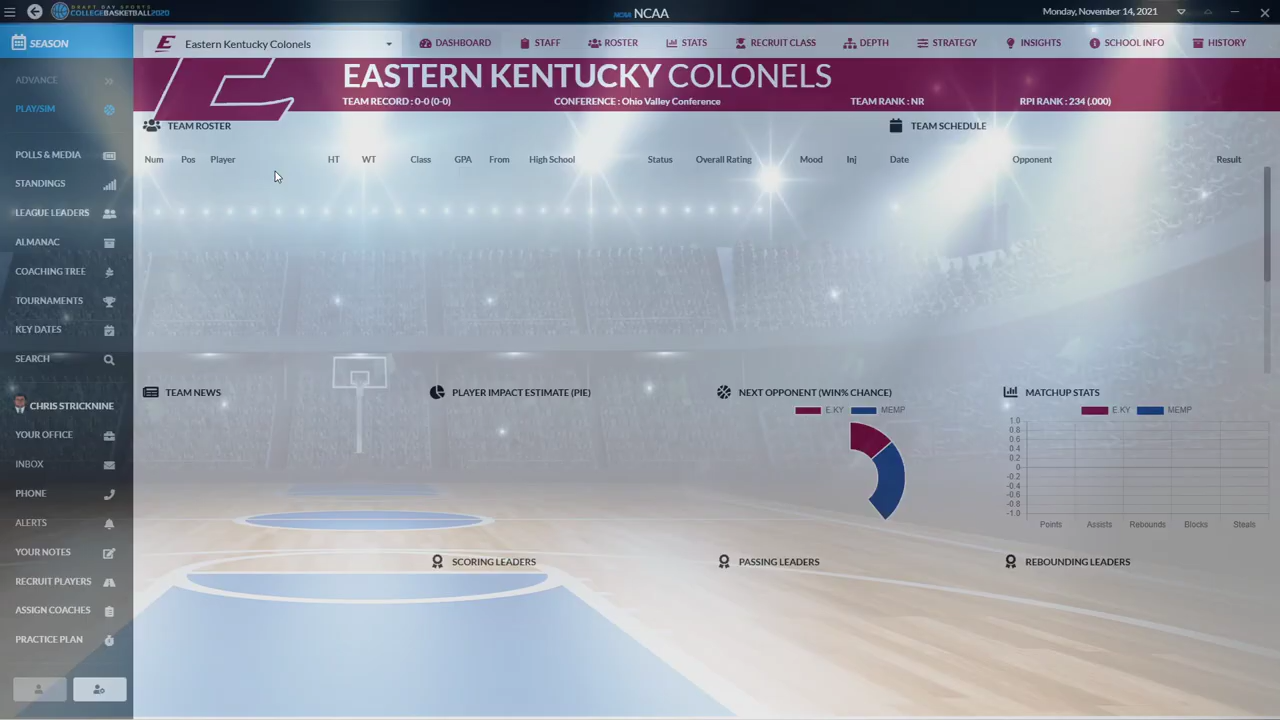 DRAFT DAY SPORTS
COLLEGEBASKETBALL2020
NCAA NCAA
Monday, November 14, 2021
SEASON
Eastern Kentucky Colonels
DASHBOARD
STAFF
ROSTER
STATS
RECRUIT CLASS
DEPTH
STRATEGY
INSIGHTS
SCHOOL INFO
HISTORY
EASTERN KENTUCKY COLONELS
TEAM RECORD : 0-0 (0-0)
CONFERENCE : Ohio Valley Conference
TEAM RANK : NR
RPI RANK : 234 (.000)
ADVANCE
PLAY/SIM
POLLS & MEDIA
STANDINGS
LEAGUE LEADERS
ALMANAC
COACHING TREE
TOURNAMENTS
KEY DATES
SEARCH
CHRIS STRICKNINE
YOUR OFFICE
INBOX
PHONE
ALERTS
YOUR NOTES
RECRUIT PLAYERS
ASSIGN COACHES
PRACTICE PLAN
TEAM ROSTER
Num Pos Player HT WT Class GPA From High School Status Overall Rating Mood Inj
TEAM SCHEDULE
Date Opponent Result
TEAM NEWS
PLAYER IMPACT ESTIMATE (PIE)
NEXT OPPONENT (WIN% CHANCE)
E KY MEMP
MATCHUP STATS
E KY MEMP
1.0
0.8
0.6
0.4
0.2
0
-0.2
-0.4
-0.6
-0.8
-1.0
Points Assists Rebounds Blocks Steals
SCORING LEADERS
PASSING LEADERS
REBOUNDING LEADERS